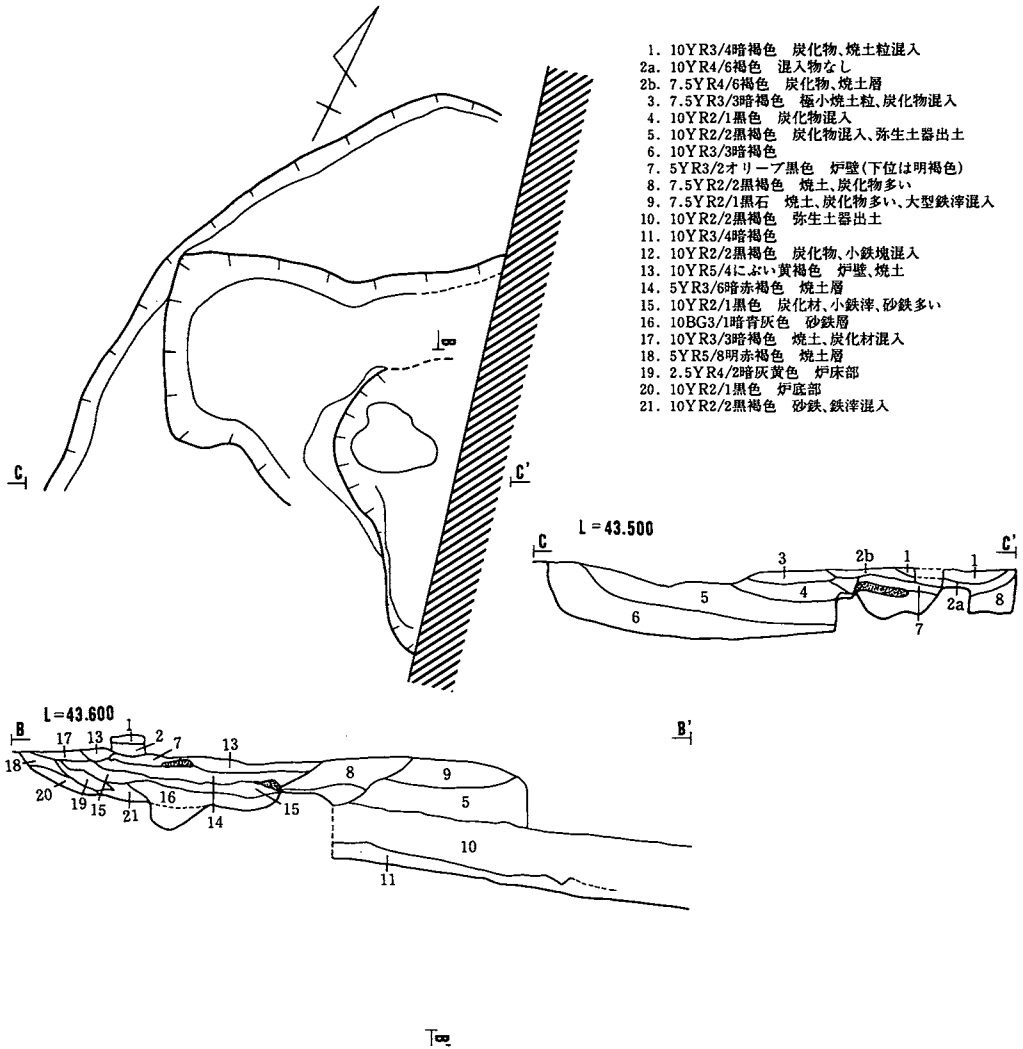 1. 10YR3/4暗褐色 炭化物、焼土粒混入
2a. 10YR4/6褐色 混入物なし
2b. 7.5YR4/6褐色 炭化物、焼土層
3. 7.5YR3/3暗褐色 極小焼土粒、炭化物混入
4. 10YR2/1黒色 炭化物混入
5. 10YR2/2黒褐色 炭化物混入、弥生土器出土
6. 10YR3/3暗褐色
7. 5YR3/2オリーブ黒色 炉壁(下位は明褐色)
8. 7.5YR2/2黒褐色 焼土、炭化物多い
9. 7.5YR2/1黒石 焼土、炭化物多い、大型鉄滓混入
10. 10YR2/2黒褐色 弥生土器出土
11. 10YR3/4暗褐色
12. 10YR2/2黒褐色 炭化物、小鉄塊混入
13. 10YR5/4にぶい黄褐色 炉壁、焼土
14. 5YR3/6暗赤褐色 焼土層
15. 10YR2/1黒色 炭化材、小鉄滓、砂鉄多い
16. 10BG3/1暗青灰色 砂鉄層
17. 10YR3/3暗褐色 焼土、炭化材混入
18. 5YR5/8明赤褐色 焼土層
19. 2.5YR4/2暗灰黄色 炉床部
20. 10YR2/1黒色 炉底部
21. 10YR2/2黒褐色 砂鉄、鉄滓混入
B
C C'
L=43.500
C C'
3 2b 1 1
5 4 2a 8
6 7
L=43.600
B B'
1
17 13 2 7 13
18 8 9
20 19 15 21 16 14 15 5
10
11
B'